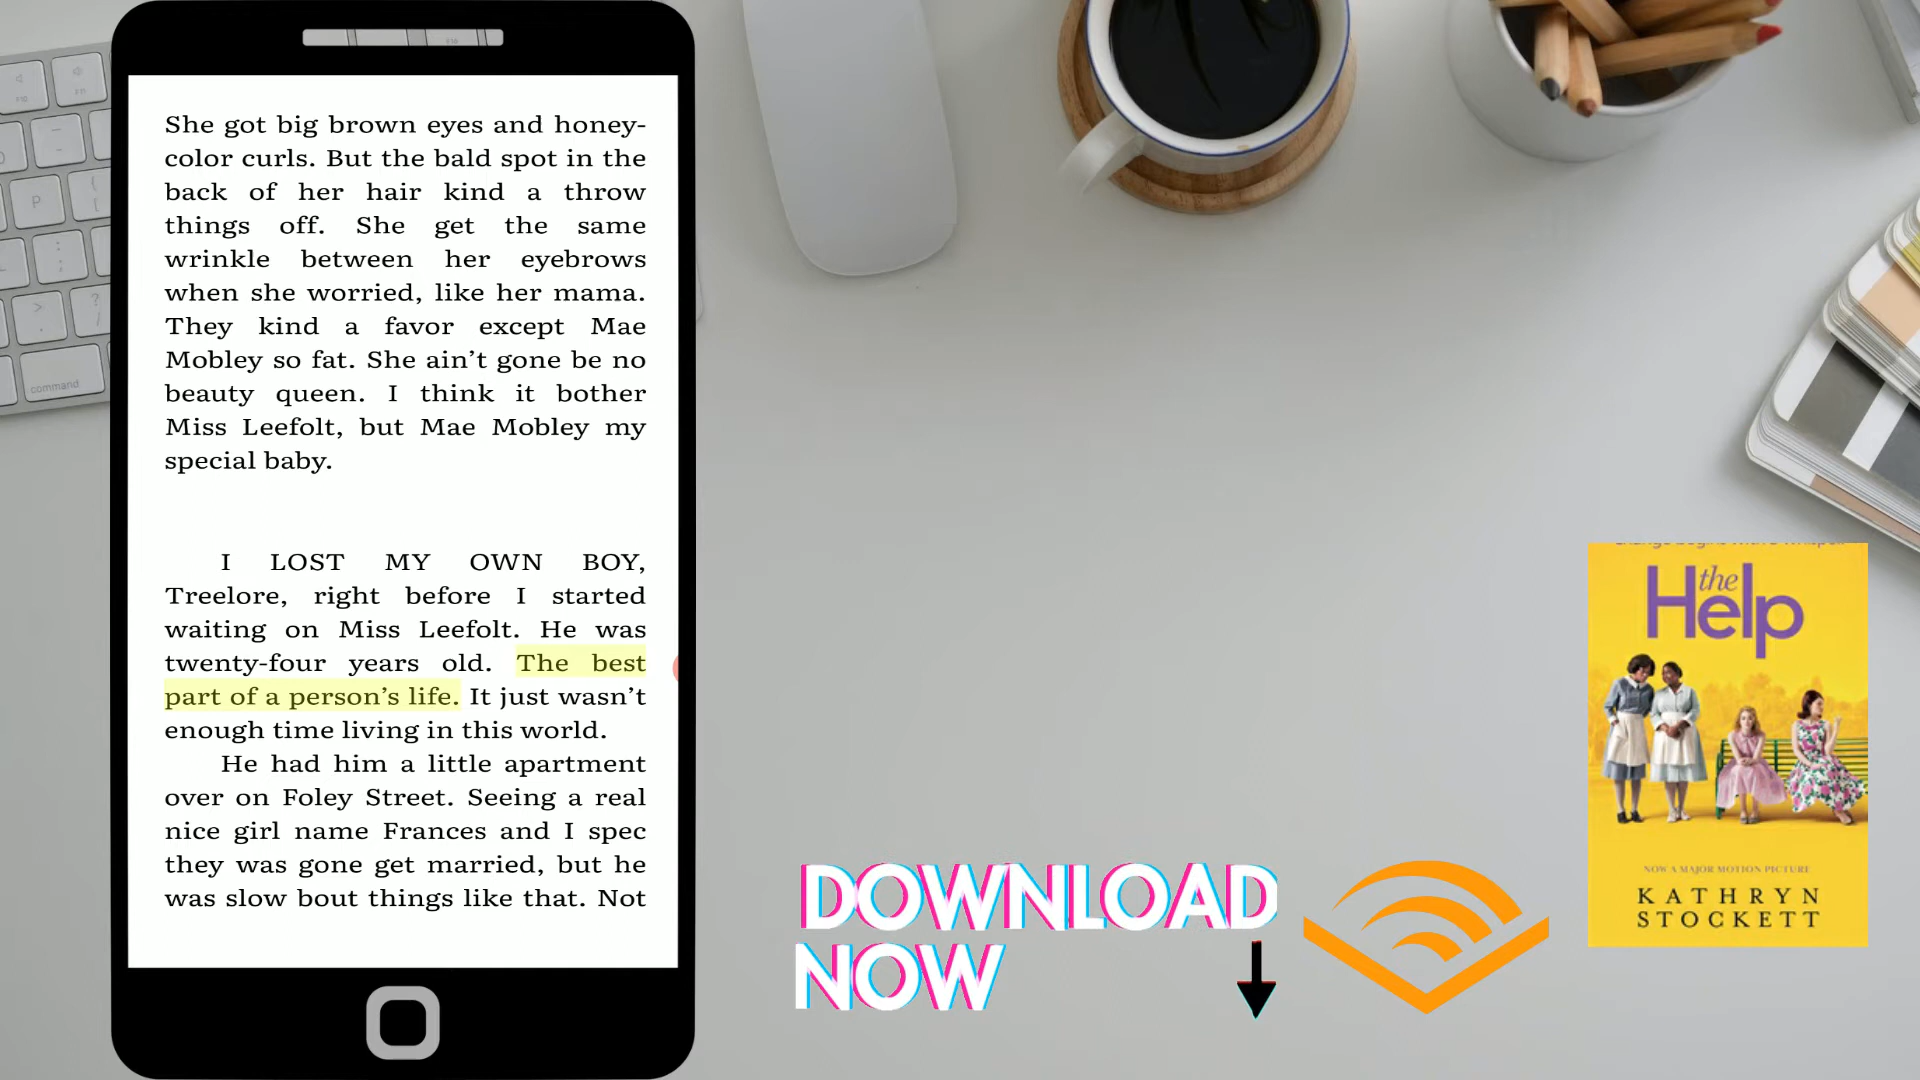 She got big brown eyes and honey-
color curls. But the bald spot in the
back of her hair kind a throw
things off. She get the same
wrinkle between her eyebrows
when she worried, like her mama.
They kind a favor except Mae
Mobley so fat. She ain’t gone be no
beauty queen. I think it bother
Miss Leefolt, but Mae Mobley my
special baby.
I LOST MY OWN BOY,
Treelore, right before I started
waiting on Miss Leefolt. He was
twenty-four years old. The best
part of a person’s life. It just wasn’t
enough time living in this world.
He had him a little apartment
over on Foley Street. Seeing a real
nice girl name Frances and I spec
they was gone get married, but he
was slow bout things like that. Not
command
P
DOWNLOAD
NOW
the
Help
NOW A MAJOR MOTION PICTURE
KATHRYN
STOCKETT